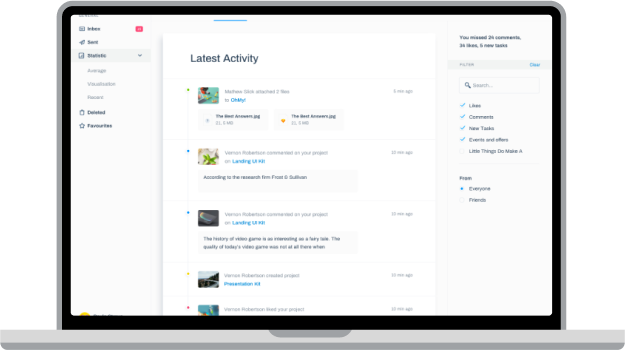 Inbox
Sent
Statistic
Average
Visualisation
Recent
Deleted
Favourites
Latest Activity
Mathew Glick attached 2 files
to OhMy!
5 min ago
The Best Answers.jpg
The Best Answers.jpg
Vernon Robertson commented on your project
on Landing UI Kit
10 min ago
According to the research firm Frost & Sullivan
Vernon Robertson commented on your project
on Landing UI Kit
10 min ago
The history of video game is as interesting as a fairy tale. The
quality of today's video game was not at all there when
Vernon Robertson created project
Presentation Kit
10 min ago
Vernon Robertson liked your project
10 min ago
You missed 24 comments,
34 likes, 5 new tasks
Clear
Search...
Likes
Comments
New Tasks
Events and offers
Little Things Do Make A
From
Everyone
Friends